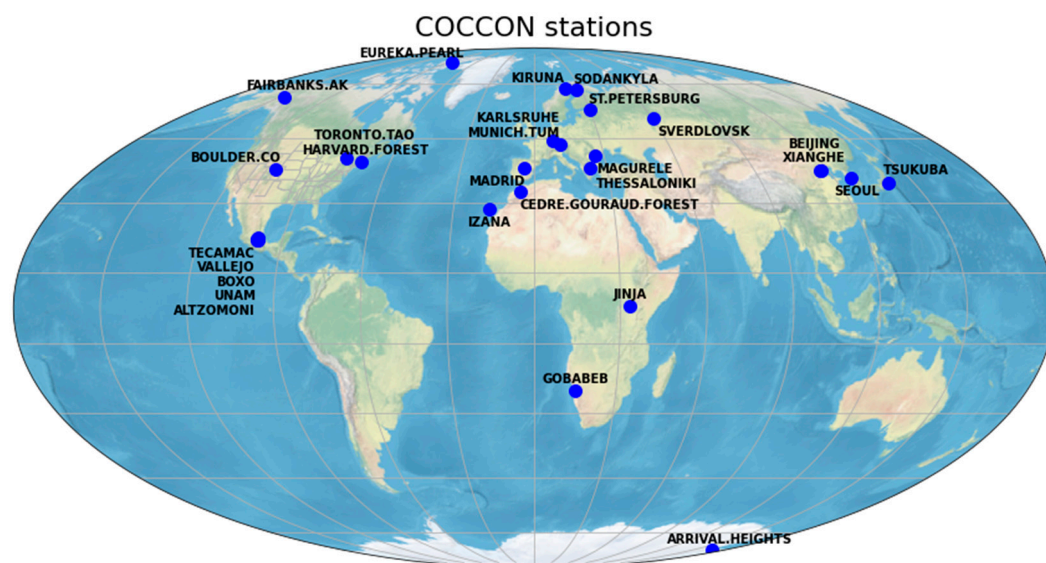 COCCON stations
EUREKA.PEARL
FAIRBANKS.AK
KIRUNA
SODANKYLA
ST.PETERSBURG
KARLSRUHE
MUNICH.TUM
SVERDLOVSK
TORONTO.TAO
HARVARD.FOREST
BOULDER.CO
BEIJING
XIANGHE
TSUKUBA
SEOUL
MAGURELE
THESSALONIKI
MADRID
CEDRE.GOURAUD.FOREST
IZANA
TECAMAC
VALLEJO
BOXO
UNAM
ALTZOMONI
JINJA
GOBABEB
ARRIVAL.HEIGHTS